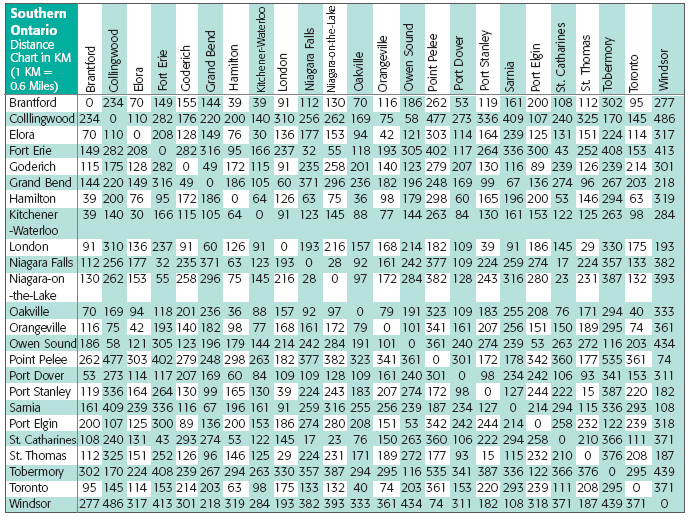 Southern
Ontario
Distance
Chart in KM
(1 KM =
0.6 Miles)
Brantford Collingwood Elora Fort Erie Goderich Grand Bend Hamilton Kitchener-Waterloo London Niagara Falls Niagara-on-the-Lake Oakville Orangeville Owen Sound Point Pelee Port Dover Port Stanley Sarnia Port Elgin St. Catharines St. Thomas Tobermory Toronto Windsor
Brantford 0 234 70 149 155 144 39 39 91 112 130 70 116 186 262 53 119 161 200 108 112 302 95 277
Colllingwood 234 0 110 282 176 220 200 140 310 256 262 169 75 58 477 273 336 409 107 240 325 170 145 486
Elora 70 110 0 208 128 149 76 30 136 177 153 94 42 121 303 114 164 239 125 131 151 224 114 317
Fort Erie 149 282 208 0 282 316 95 166 237 32 55 118 193 305 402 117 264 336 300 43 252 408 153 413
Goderich 115 175 128 282 0 49 172 115 91 235 258 201 140 123 279 207 130 116 89 239 126 239 214 301
Grand Bend 144 220 149 316 49 0 186 105 60 371 296 236 182 196 248 169 99 67 136 274 96 267 203 218
Hamilton 39 200 76 95 172 186 0 64 126 63 75 36 98 179 298 60 165 196 200 53 146 294 63 319
Kitchener 39 140 30 166 115 105 64 0 91 123 145 88 77 144 263 84 130 161 153 122 125 263 98 284
-Waterloo
London 91 310 136 237 91 60 126 91 0 193 216 157 168 214 182 109 39 91 186 145 29 330 175 193
Niagara Falls 112 256 177 32 235 371 63 123 193 0 28 92 161 242 377 109 224 259 274 17 224 357 133 382
Niagara-on 130 262 153 55 258 296 75 145 216 28 0 97 172 284 382 128 243 316 280 23 231 387 132 393
-the-Lake
Oakville 70 169 94 118 201 236 36 88 157 92 97 0 79 191 323 109 183 255 208 76 171 294 40 333
Orangeville 116 75 42 193 140 182 98 77 168 161 172 79 0 101 341 161 207 256 151 150 189 295 74 361
Owen Sound 186 58 121 305 123 196 179 144 214 242 284 191 101 0 361 240 274 239 53 263 272 116 203 434
Point Pelee 262 477 303 402 279 248 298 263 182 377 382 323 341 361 0 301 172 178 342 360 177 535 361 74
Port Dover 53 273 114 117 207 169 60 84 109 109 128 109 161 240 301 0 98 234 242 106 93 341 153 311
Port Stanley 119 336 164 264 130 99 165 130 39 224 243 183 207 274 172 98 0 127 244 222 15 387 220 182
Sarnia 161 409 239 336 116 67 196 161 91 259 316 255 256 239 187 234 127 0 214 294 115 336 293 108
Port Elgin 200 107 125 300 89 136 200 153 186 274 280 208 151 53 342 242 244 214 0 258 232 122 239 318
St. Catharines 108 240 131 43 293 274 53 122 145 17 23 76 150 263 360 106 222 294 258 0 210 366 111 371
St. Thomas 112 325 151 252 126 96 146 125 29 224 231 171 189 272 177 93 15 115 232 210 0 376 208 187
Tobermory 302 170 224 408 239 267 294 263 330 357 387 294 295 116 535 341 387 336 122 366 376 0 295 439
Toronto 95 145 114 153 214 203 63 98 175 133 132 40 74 203 361 153 220 293 239 111 208 295 0 371
Windsor 277 486 317 413 301 218 319 284 193 382 393 333 361 434 74 311 182 108 318 371 187 439 371 0